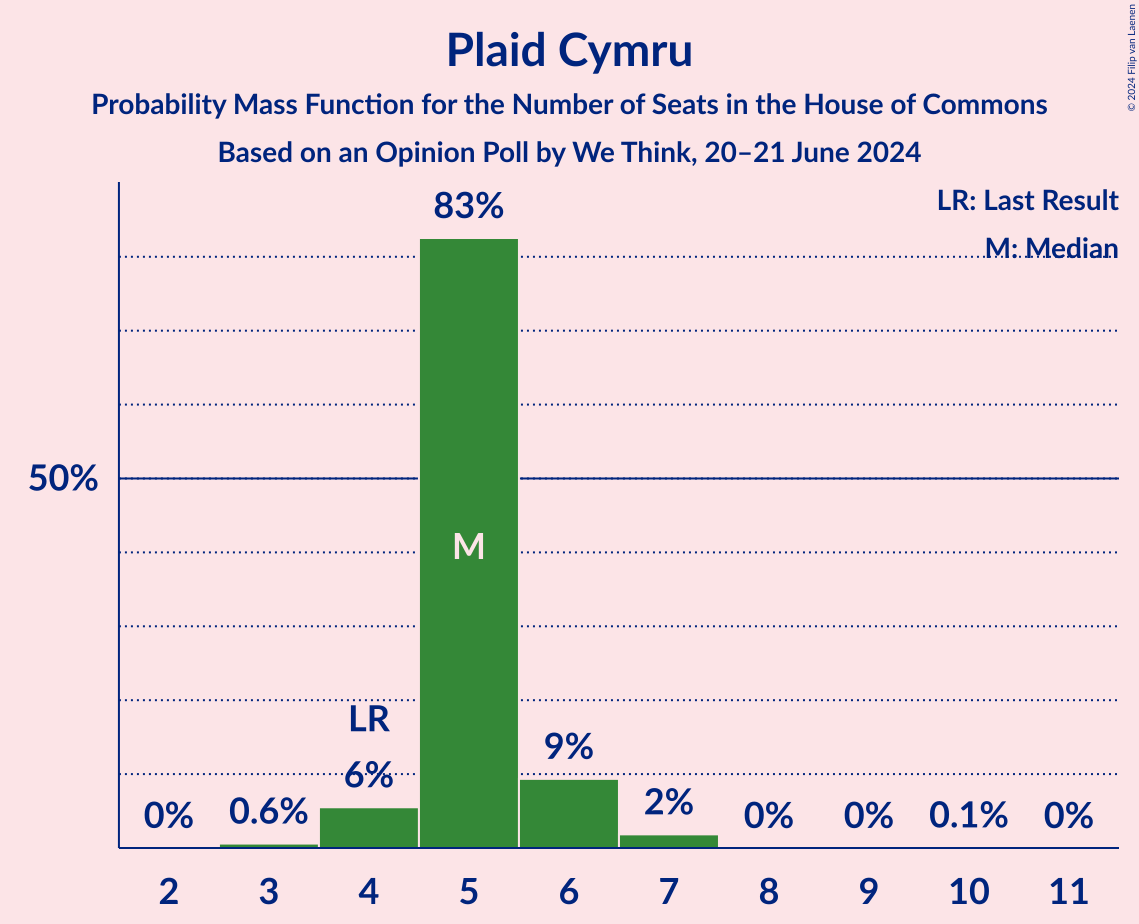 Plaid Cymru
Probability Mass Function for the Number of Seats in the House of Commons
Based on an Opinion Poll by We Think, 20–21 June 2024
© 2024 Filip van Laenen
LR: Last Result
M: Median
83%
50%
M
LR
6%
9%
0%
0.6%
2%
0%
0%
0.1%
0%
2 3 4 5 6 7 8 9 10 11